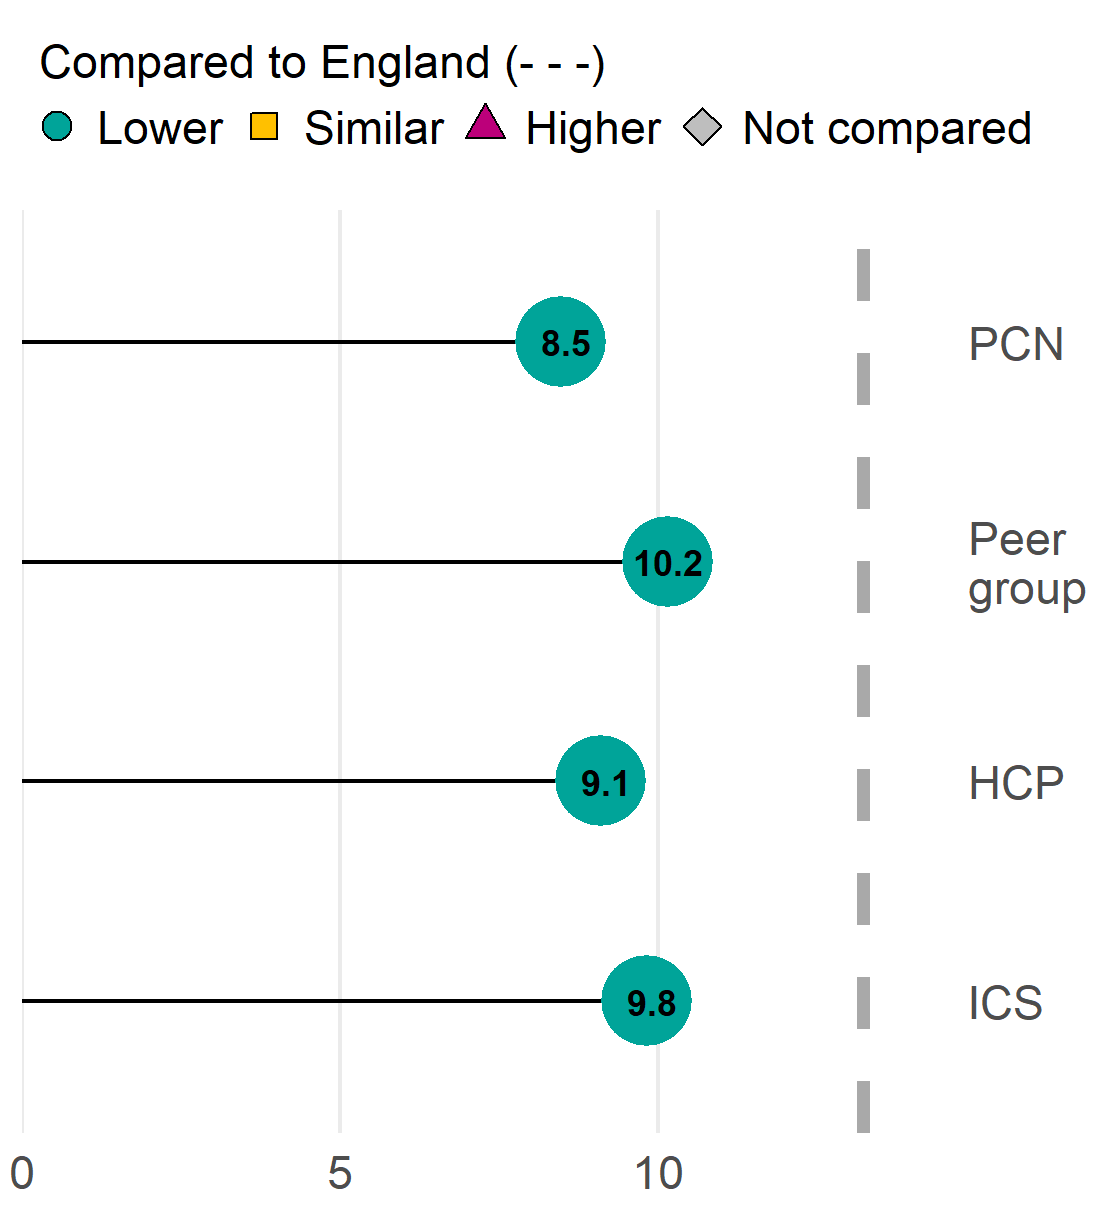 Compared to England (- - -)
Lower Similar Higher Not compared
8.5 PCN
10.2 Peer
group
9.1 HCP
9.8 ICS
0 5 10